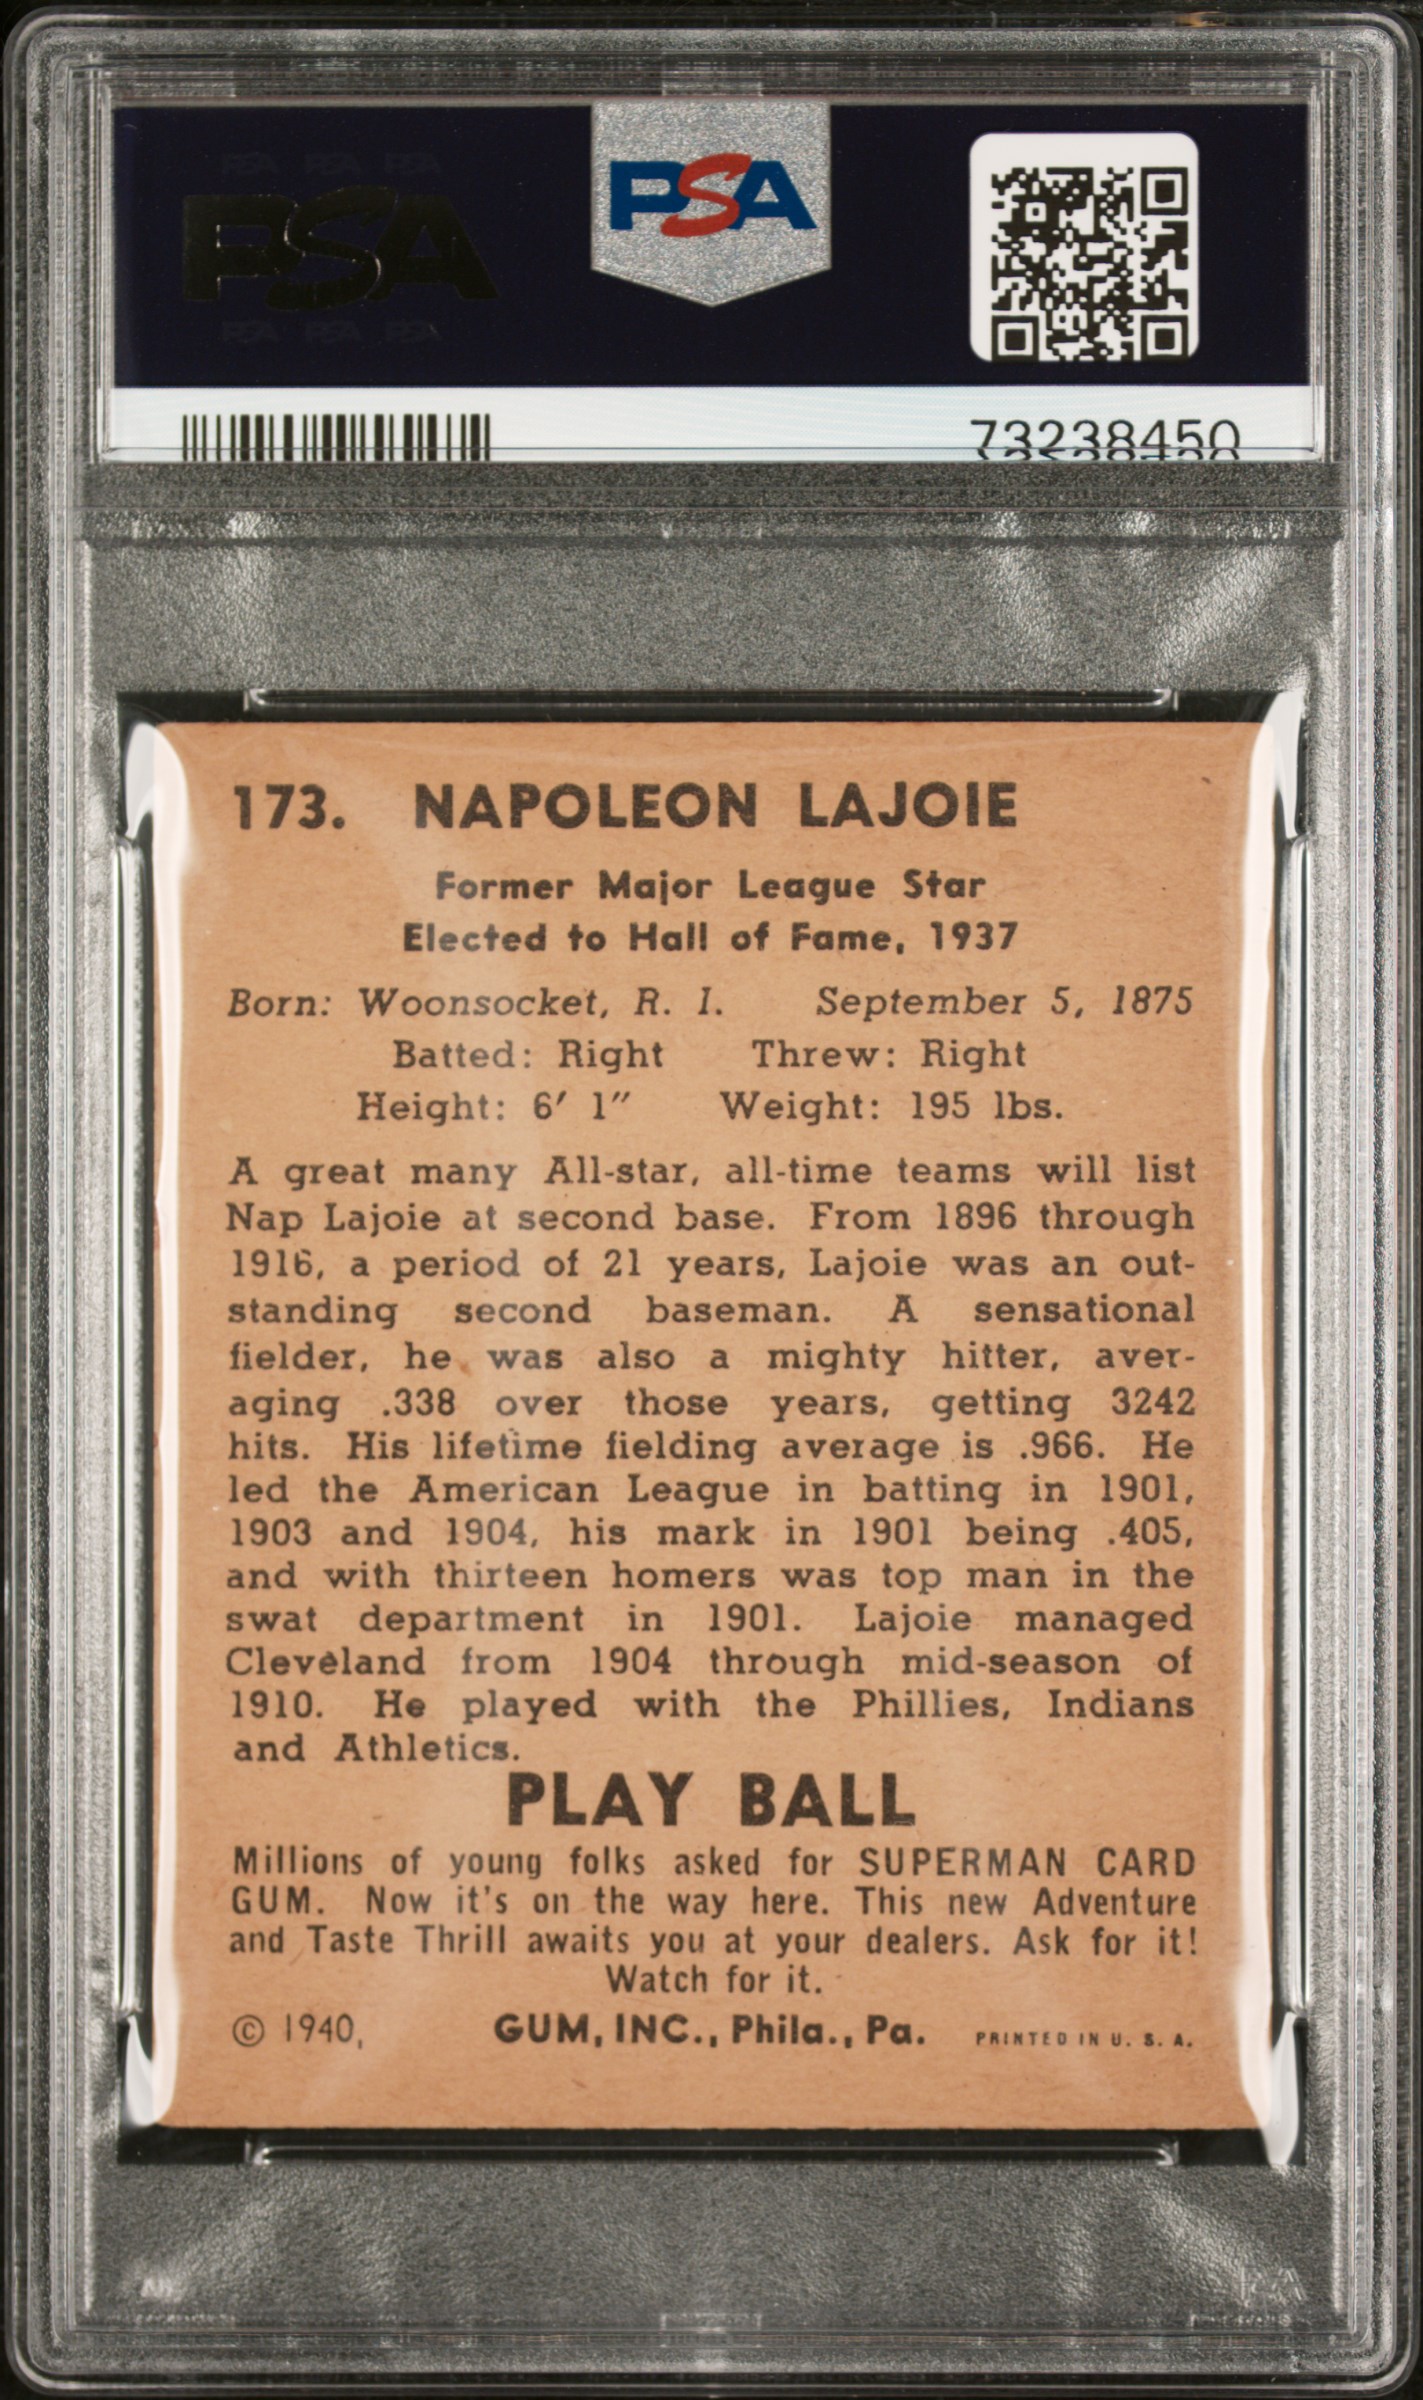 PSA PSA PSA
PSA
PSA PSA PSA
PSA
73238450
173. NAPOLEON LAJOIE
Former Major League Star
Elected to Hall of Fame, 1937
Born: Woonsocket, R. I. September 5, 1875
Batted: Right Threw: Right
Height: 6′ 1″ Weight: 195 lbs.
A great many All-star, all-time teams will list
Nap Lajoie at second base. From 1896 through
1916, a period of 21 years, Lajoie was an out-
standing second baseman. A sensational
fielder, he was also a mighty hitter, aver-
aging .338 over those years, getting 3242
hits. His lifetime fielding average is .966. He
led the American League in batting in 1901,
1903 and 1904, his mark in 1901 being .405,
and with thirteen homers was top man in the
swat department in 1901. Lajoie managed
Cleveland from 1904 through mid-season of
1910. He played with the Phillies, Indians
and Athletics.
PLAY BALL
Millions of young folks asked for SUPERMAN CARD
GUM. Now it's on the way here. This new Adventure
and Taste Thrill awaits you at your dealers. Ask for it!
Watch for it.
© 1940, GUM, INC., Phila., Pa. PRINTED IN U. S. A.